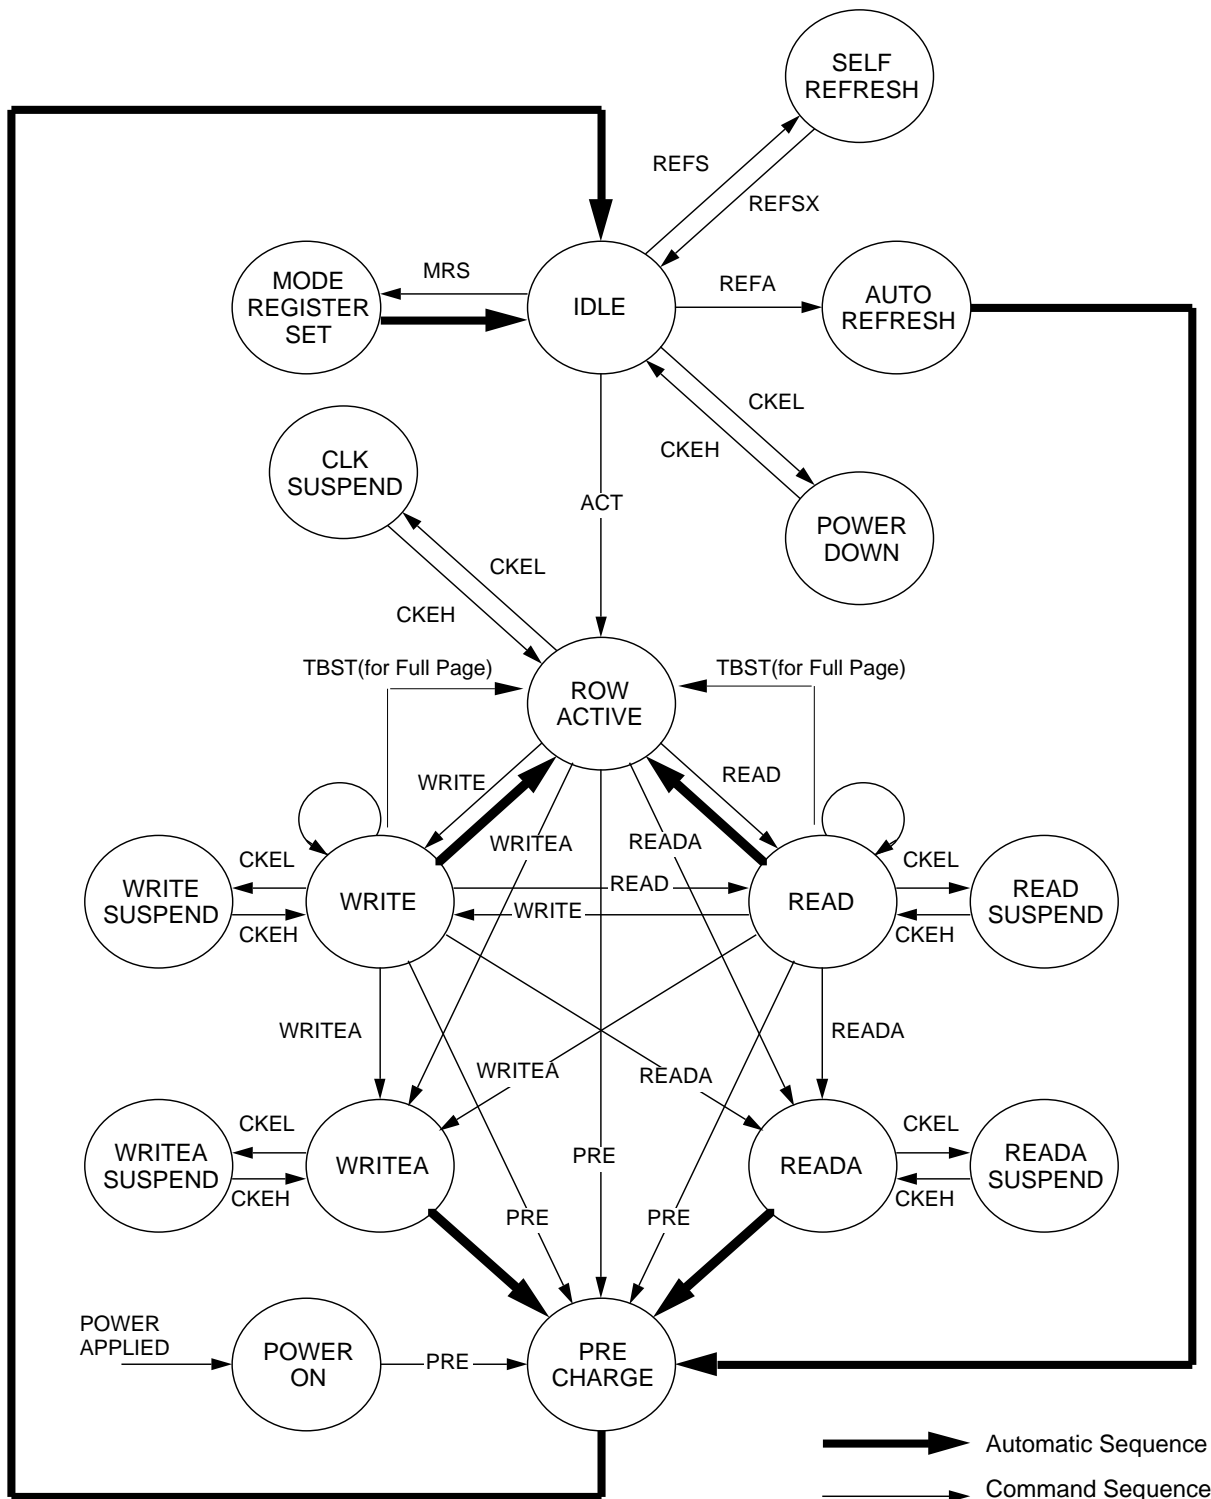 SELF
REFRESH
REFS
REFSX
MODE
REGISTER
SET
MRS
IDLE
REFA
AUTO
REFRESH
CKEL
CKEH
CLK
SUSPEND
ACT
POWER
DOWN
CKEL
CKEH
TBST(for Full Page)
TBST(for Full Page)
ROW
ACTIVE
WRITE
READ
WRITEA
READA
CKEL
CKEL
WRITE
SUSPEND
WRITE
READ
READ
READ
SUSPEND
WRITE
CKEH
CKEH
WRITEA
READA
WRITEA
READA
CKEL
CKEL
WRITEA
SUSPEND
WRITEA
PRE
READA
READA
SUSPEND
CKEH
CKEH
PRE
PRE
POWER
APPLIED
POWER
ON
PRE
PRE
CHARGE
Automatic Sequence
Command Sequence